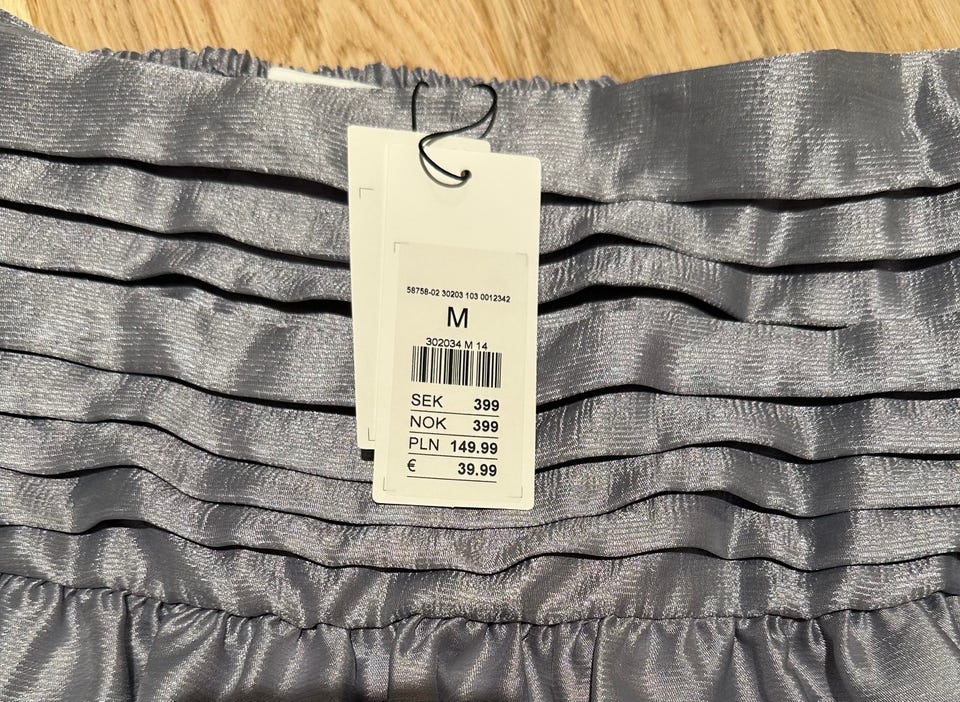 58758-02 30203 103 0012342
M
302034 M 14
SEK 399
NOK 399
PLN 149.99
€ 39.99